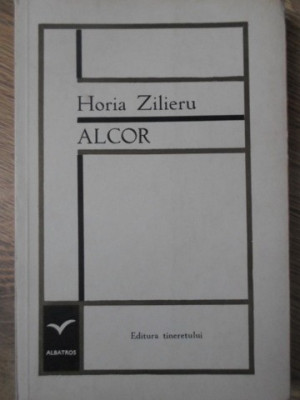 Horia Zilieru
ALCOR
Editura tineretului
ALBATROS